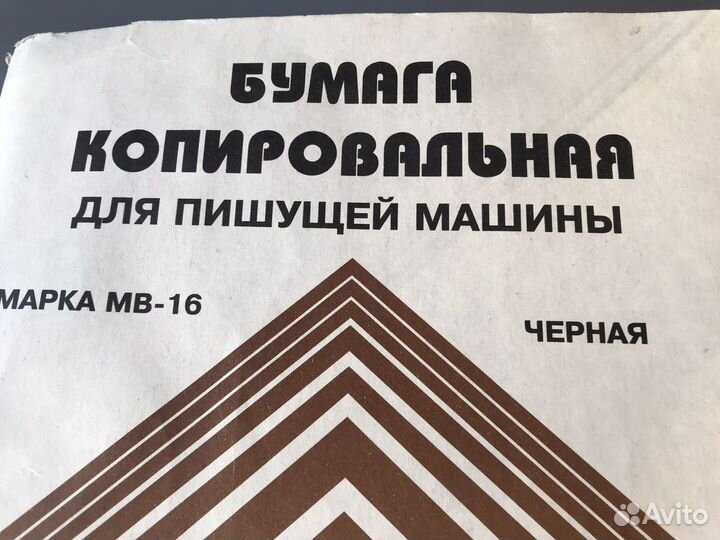 БУМАГА
КОПИРОВАЛЬНАЯ
ДЛЯ ПИШУЩЕЙ МАШИНЫ
МАРКА МВ-16
ЧЕРНАЯ
Avito